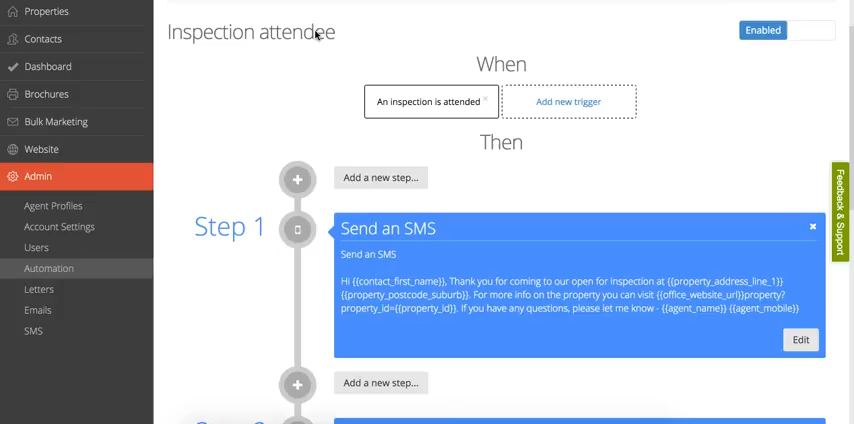 Properties
Contacts
Dashboard
Brochures
Bulk Marketing
Website
Admin
Agent Profiles
Account Settings
Users
Automation
Letters
Emails
SMS
Inspection attendee
Enabled
When
An inspection is attended ×
Add new trigger
Then
Add a new step...
Step 1
Send an SMS
Send an SMS
Hi {{contact_first_name}}, Thank you for coming to our open for inspection at {{property_address_line_1}}
{{property_postcode_suburb}}. For more info on the property you can visit {{office_website_url}}property?
property_id={{property_id}}. If you have any questions, please let me know - {{agent_name}} {{agent_mobile}}
Edit
Add a new step...
Feedback & Support